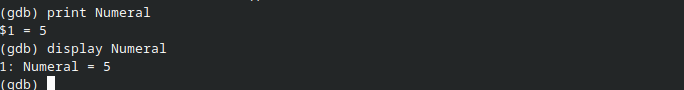 (gdb) print Numeral
$1 = 5
(gdb) display Numeral
1: Numeral = 5
(gdb)